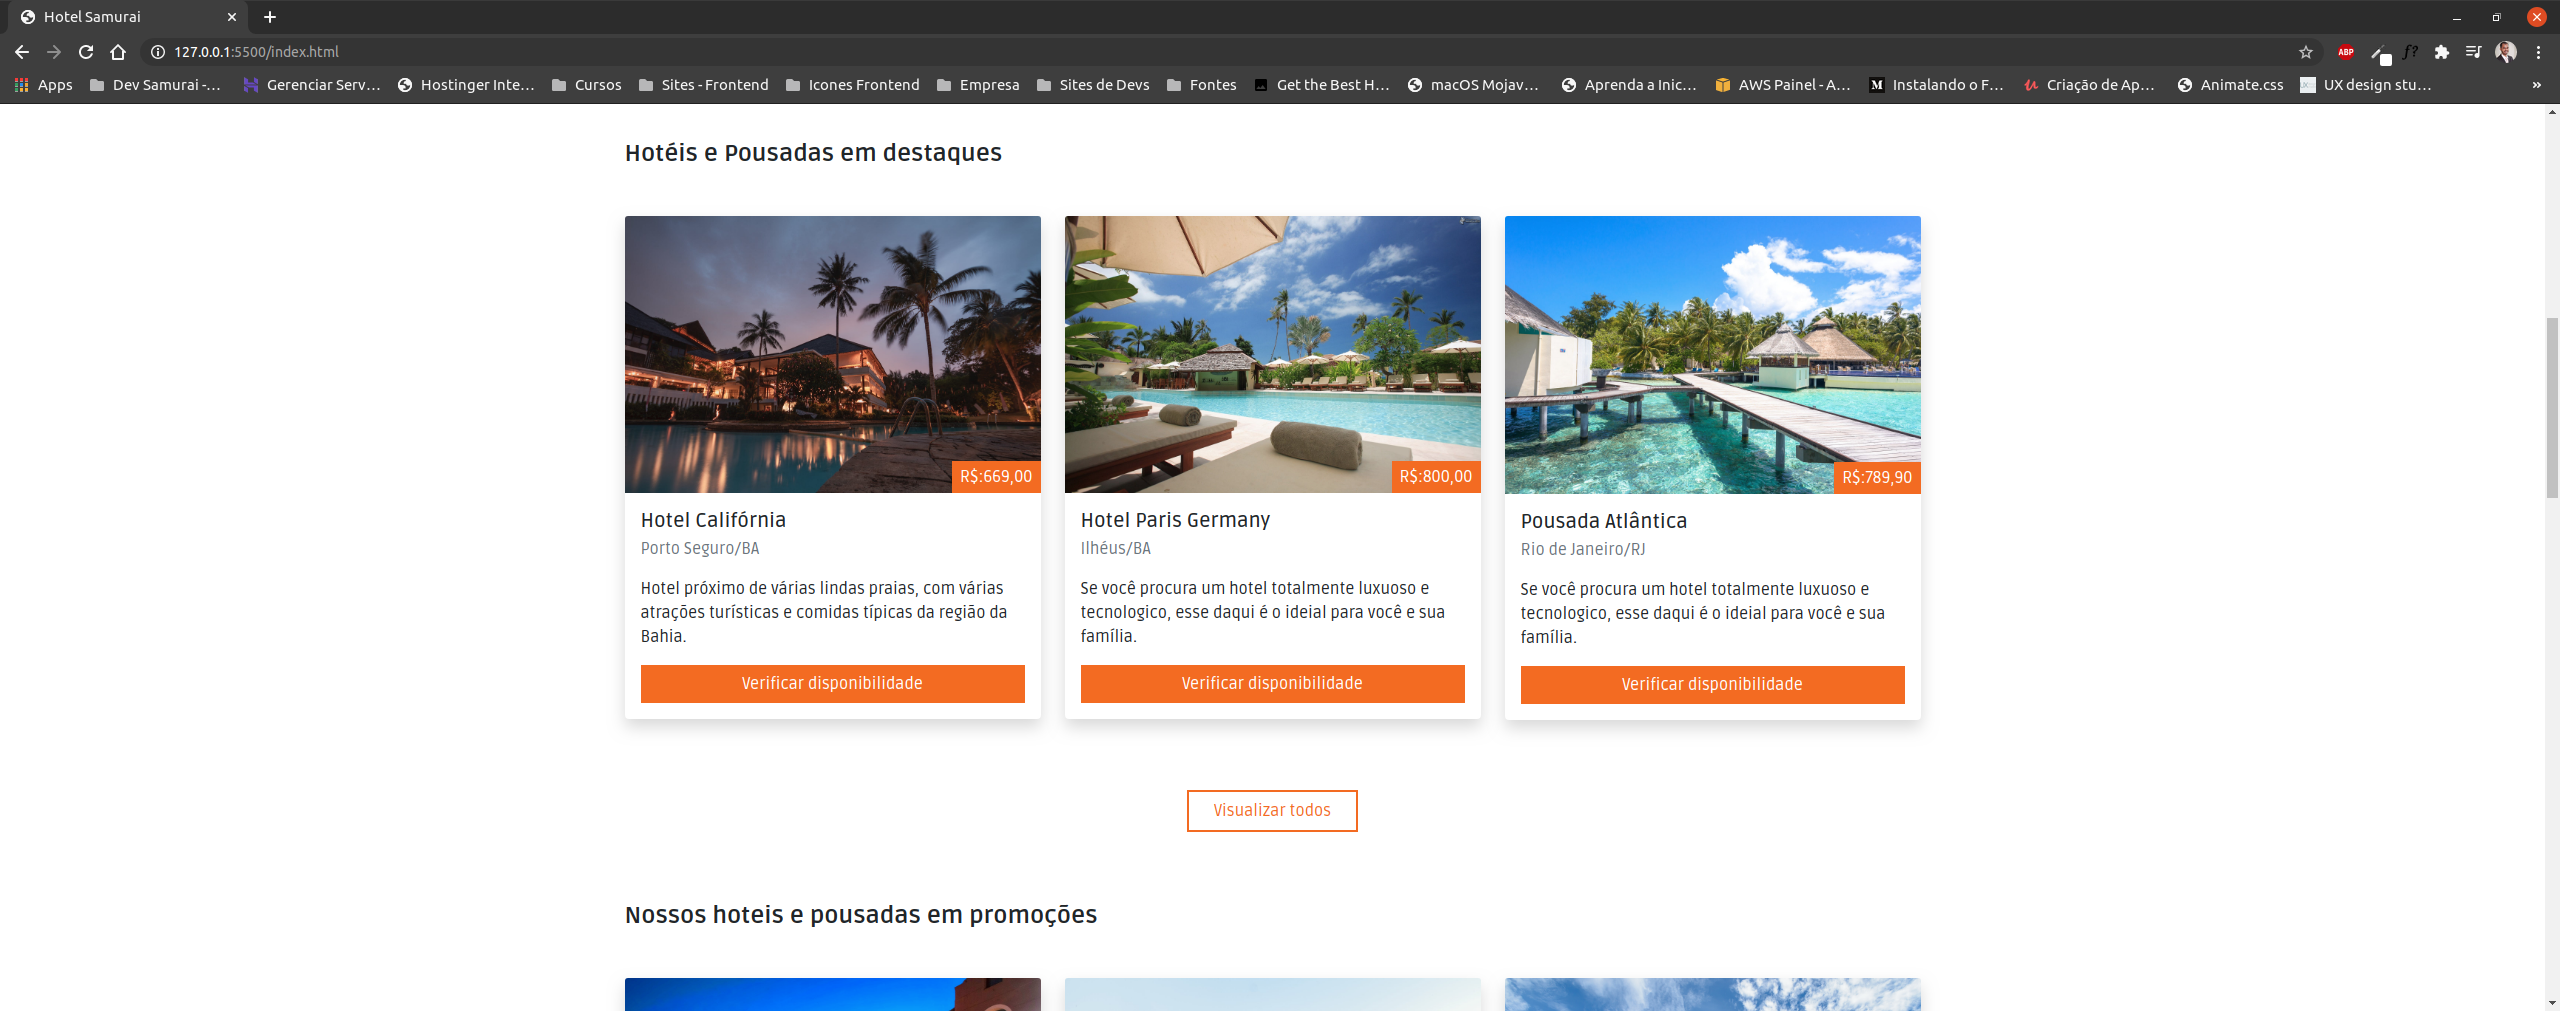 Hotel Samurai
127.0.0.1:5500/index.html
ABP
f?
Apps
Dev Samurai -...
Gerenciar Serv...
Hostinger Inte...
Cursos
Sites - Frontend
Icones Frontend
Empresa
Sites de Devs
Fontes
Get the Best H...
macOS Mojav...
Aprenda a Inic...
AWS Painel - A...
M
Instalando o F...
Criação de Ap...
Animate.css
UX design stu...
»
Hotéis e Pousadas em destaques
R$:669,00
R$:800,00
R$:789,90
Hotel Califórnia
Porto Seguro/BA
Hotel próximo de várias lindas praias, com várias
atrações turísticas e comidas típicas da região da
Bahia.
Verificar disponibilidade
Hotel Paris Germany
Ilhéus/BA
Se você procura um hotel totalmente luxuoso e
tecnologico, esse daqui é o ideial para você e sua
família.
Verificar disponibilidade
Pousada Atlântica
Rio de Janeiro/RJ
Se você procura um hotel totalmente luxuoso e
tecnologico, esse daqui é o ideial para você e sua
família.
Verificar disponibilidade
Visualizar todos
Nossos hoteis e pousadas em promoções